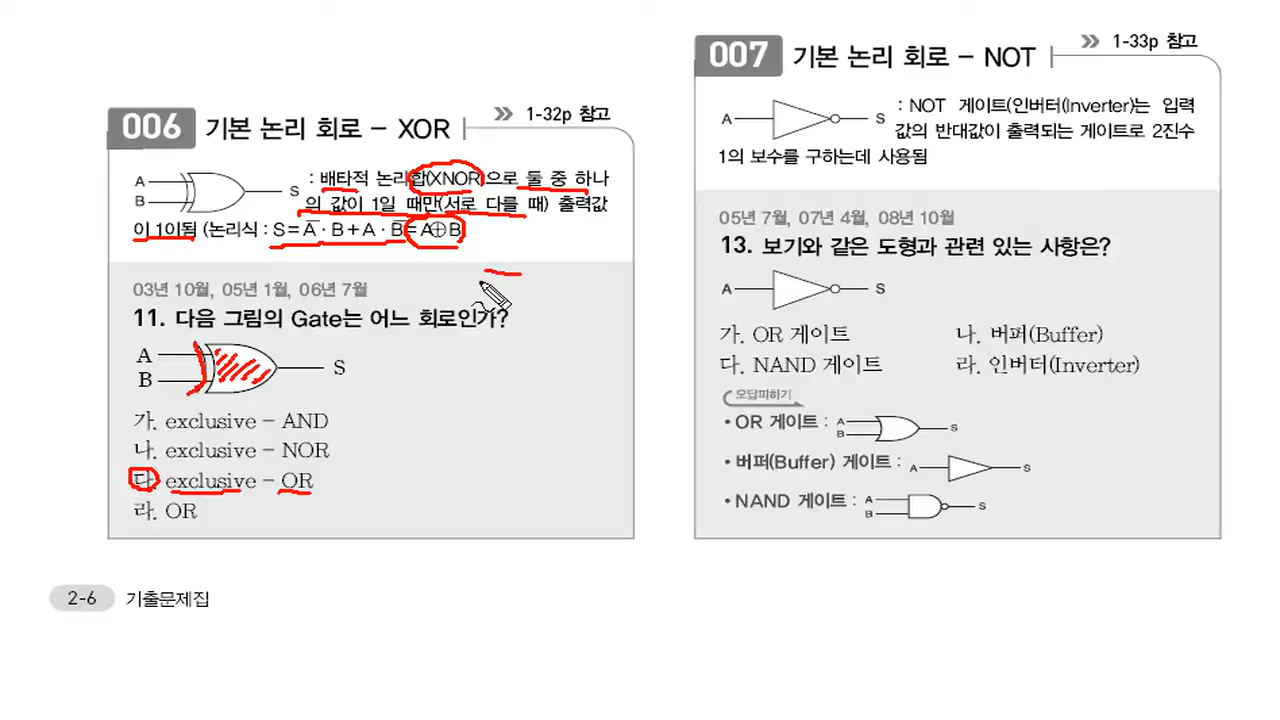 006 기본 논리 회로 – XOR
» 1-32p 참고
A
B
S
: 배타적 논리합(XNOR)으로 둘 중 하나
의 값이 1일 때만(서로 다를 때) 출력값
이 1이됨 (논리식 : S = A̅ · B + A · B̅ = A⊕B)
03년 10월, 05년 1월, 06년 7월
11. 다음 그림의 Gate는 어느 회로인가?
A
B
S
가. exclusive – AND
나. exclusive – NOR
다. exclusive – OR
라. OR
2-6 기출문제집
007 기본 논리 회로 – NOT
» 1-33p 참고
A
S
: NOT 게이트(인버터(Inverter)는 입력
값의 반대값이 출력되는 게이트로 2진수
1의 보수를 구하는데 사용됨
05년 7월, 07년 4월, 08년 10월
13. 보기와 같은 도형과 관련 있는 사항은?
A
S
가. OR 게이트 나. 버퍼(Buffer)
다. NAND 게이트 라. 인버터(Inverter)
오답피하기
• OR 게이트 : A B S
• 버퍼(Buffer) 게이트 : A S
• NAND 게이트 : A B S